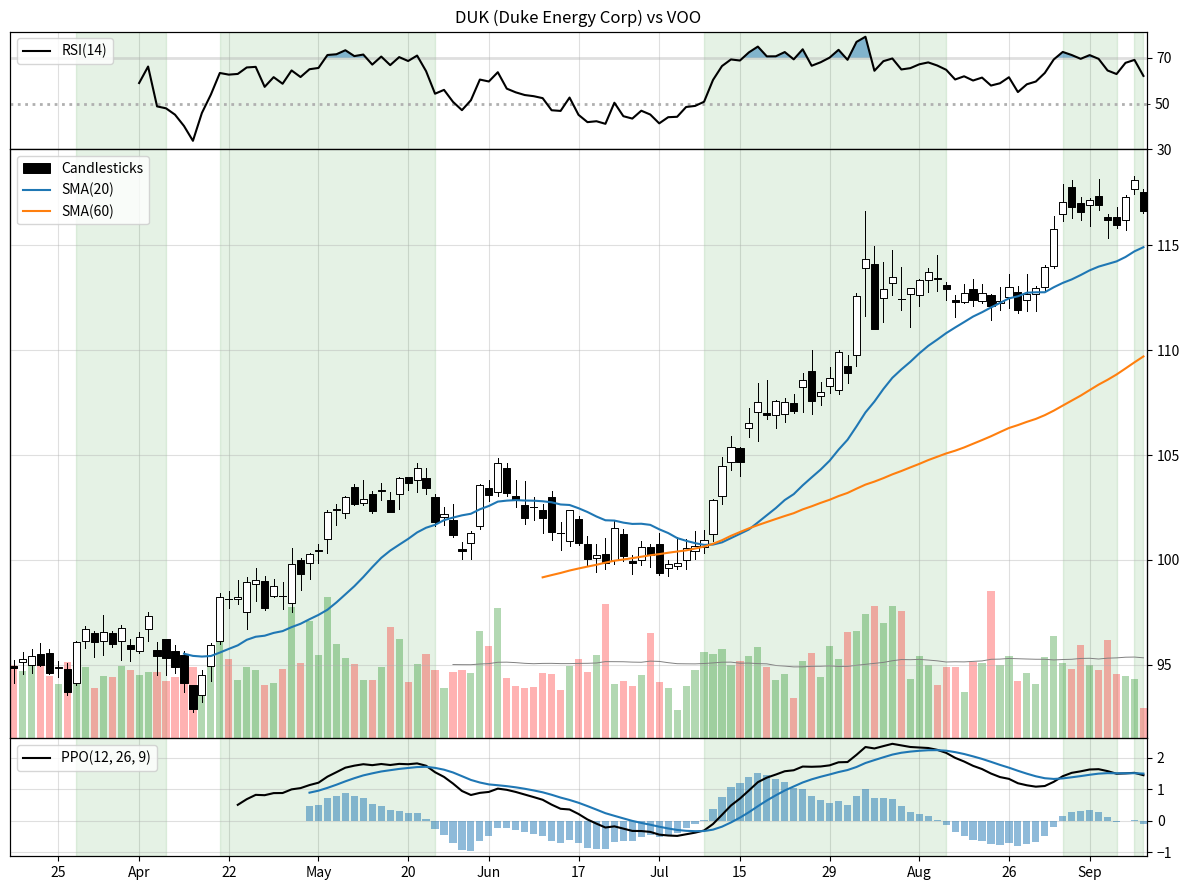 DUK (Duke Energy Corp) vs VOO
RSI(14)
70
50
30
Candlesticks
SMA(20)
SMA(60)
115
110
105
100
95
PPO(12, 26, 9)
2
1
0
−1
25 Apr 22 May 20 Jun 17 Jul 15 29 Aug 26 Sep